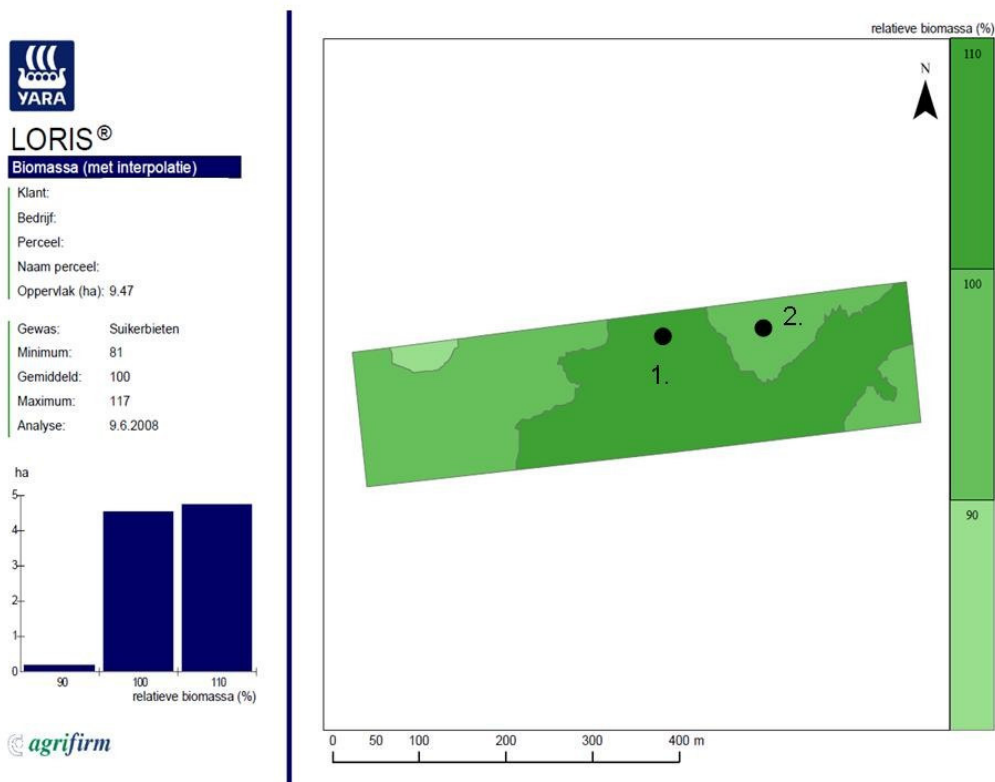 YARA
LORIS®
Biomassa (met interpolatie)
Klant:
Bedrijf:
Perceel:
Naam perceel:
Oppervlak (ha): 9.47
Gewas: Suikerbieten
Minimum: 81
Gemiddeld: 100
Maximum: 117
Analyse: 9.6.2008
ha
5
4
3
2
1
0
90 100 110
relatieve biomassa (%)
agrifirm
relatieve biomassa (%)
110
N
100
2.
1.
90
0 50 100 200 300 400 m